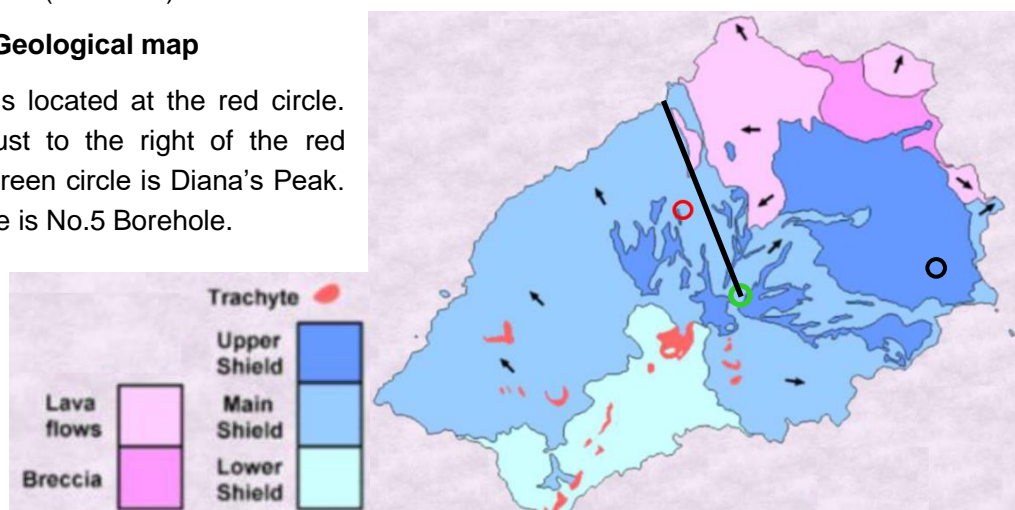 Geological map
s located at the red circle.
ust to the right of the red
reen circle is Diana's Peak.
e is No.5 Borehole.
Trachyte
Upper
Shield
Lava
flows
Main
Shield
Breccia
Lower
Shield